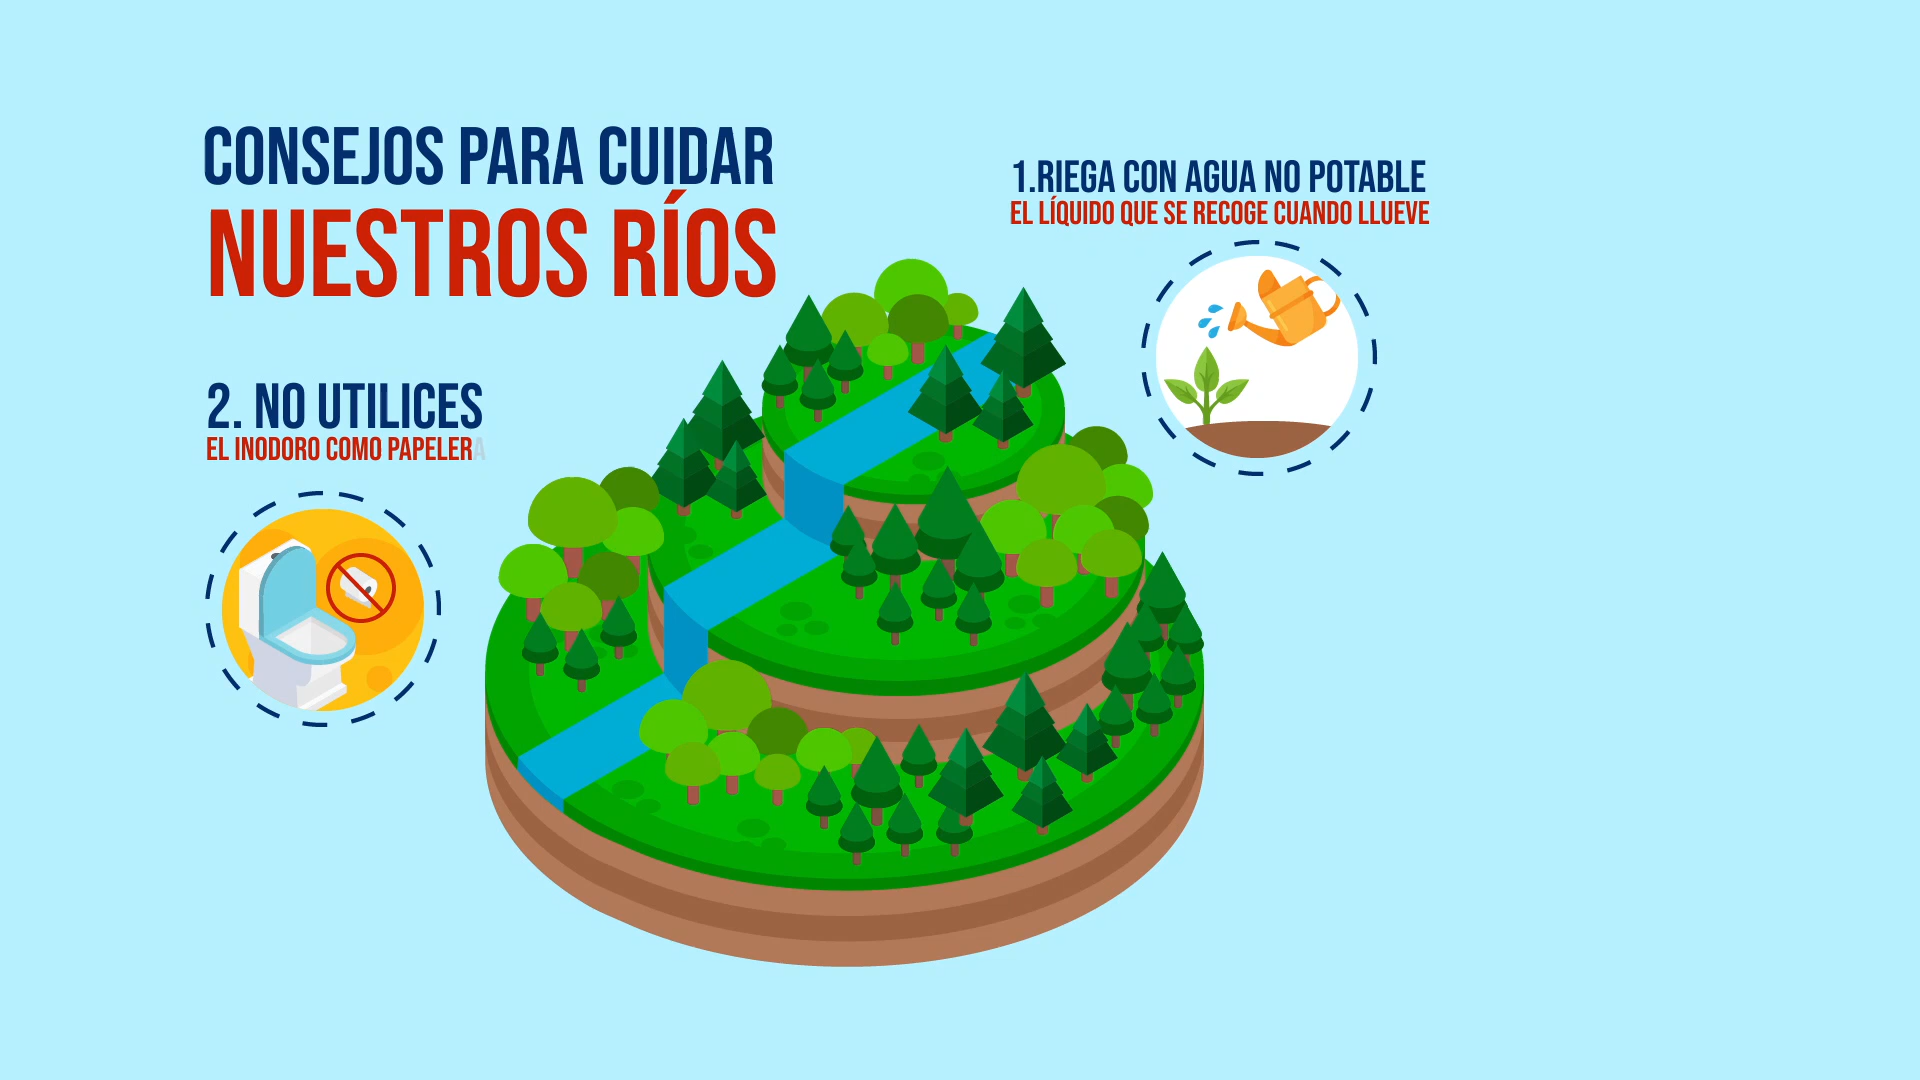 CONSEJOS PARA CUIDAR
NUESTROS RÍOS
1.RIEGA CON AGUA NO POTABLE
EL LÍQUIDO QUE SE RECOGE CUANDO LLUEVE
2. NO UTILICES
EL INODORO COMO PAPELERA